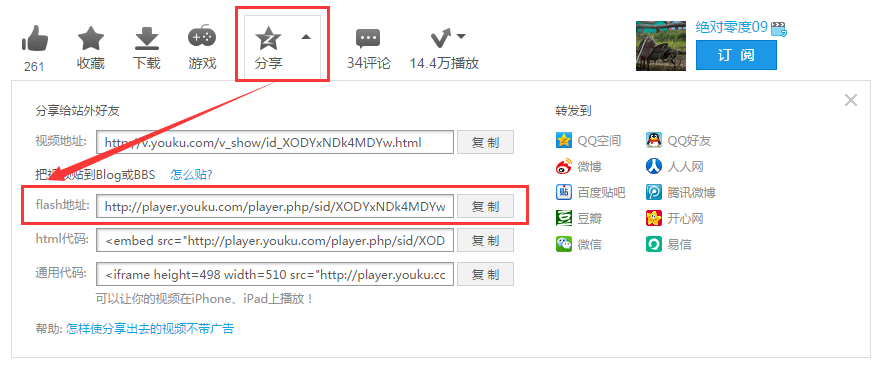 261
收藏
下载
游戏
分享
34评论
14.4万播放
绝对零度09
订 阅
分享给站外好友
视频地址:
http://v.youku.com/v_show/id_XODYxNDk4MDYw.html
复 制
把视频贴到Blog或BBS
怎么贴?
flash地址:
http://player.youku.com/player.php/sid/XODYxNDk4MDYw
复 制
html代码:
<embed src="http://player.youku.com/player.php/sid/XOD
复 制
通用代码:
<iframe height=498 width=510 src="http://player.youku.cc
复 制
可以让你的视频在iPhone、iPad上播放！
帮助: 怎样使分享出去的视频不带广告
转发到
QQ空间
QQ好友
微博
人人网
百度贴吧
腾讯微博
豆瓣
开心网
微信
易信